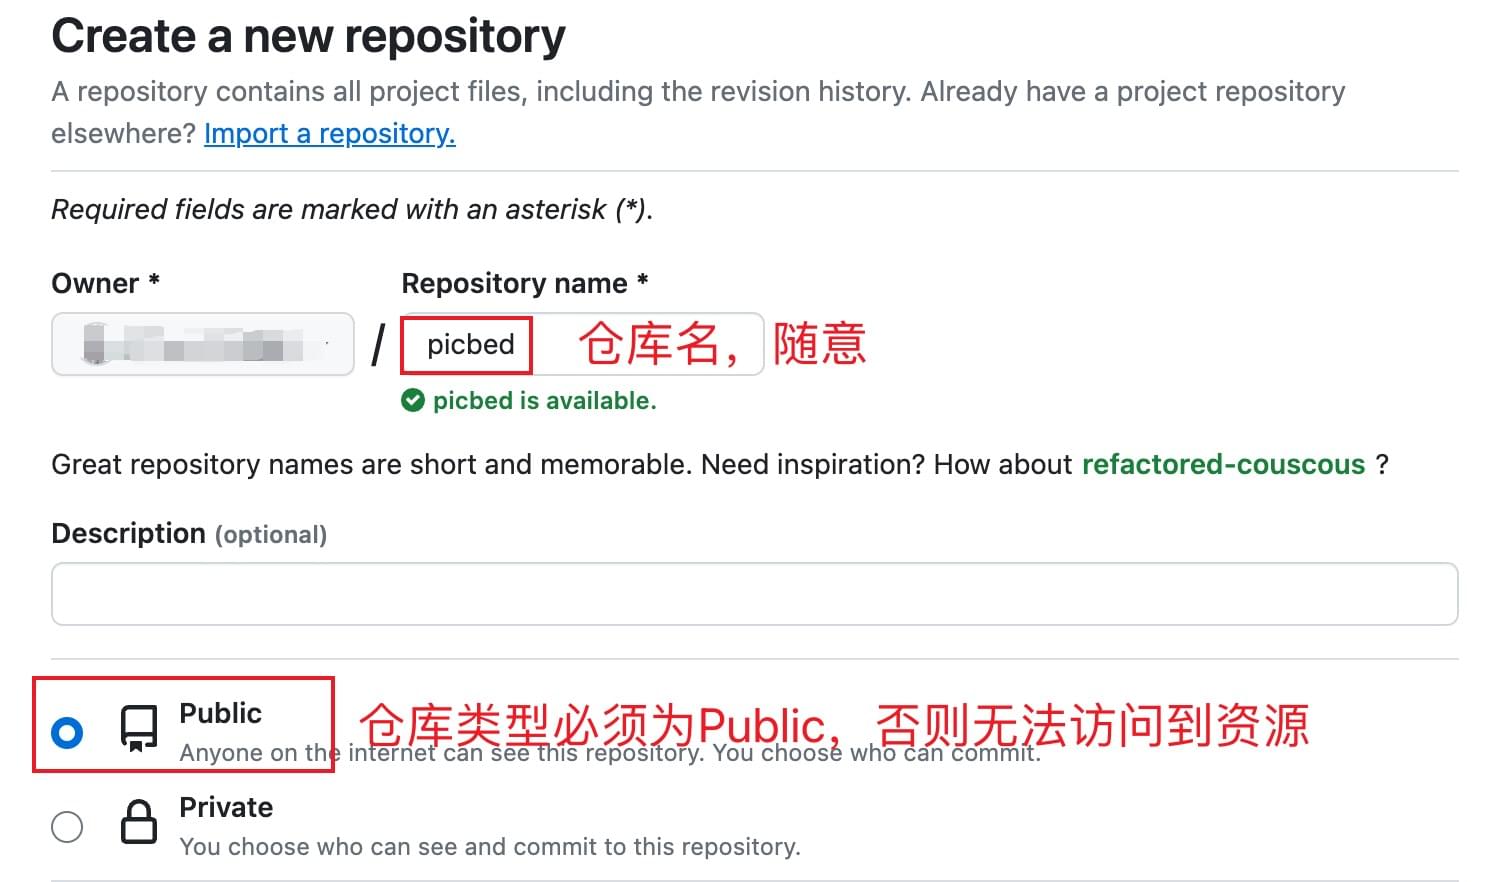 Create a new repository
A repository contains all project files, including the revision history. Already have a project repository
elsewhere? Import a repository.
Required fields are marked with an asterisk (*).
Owner *
Repository name *
/
picbed
仓库名，随意
picbed is available.
Great repository names are short and memorable. Need inspiration? How about refactored-couscous ?
Description (optional)
Public
仓库类型必须为Public，否则无法访问到资源
Anyone on the internet can see this repository. You choose who can commit.
Private
You choose who can see and commit to this repository.